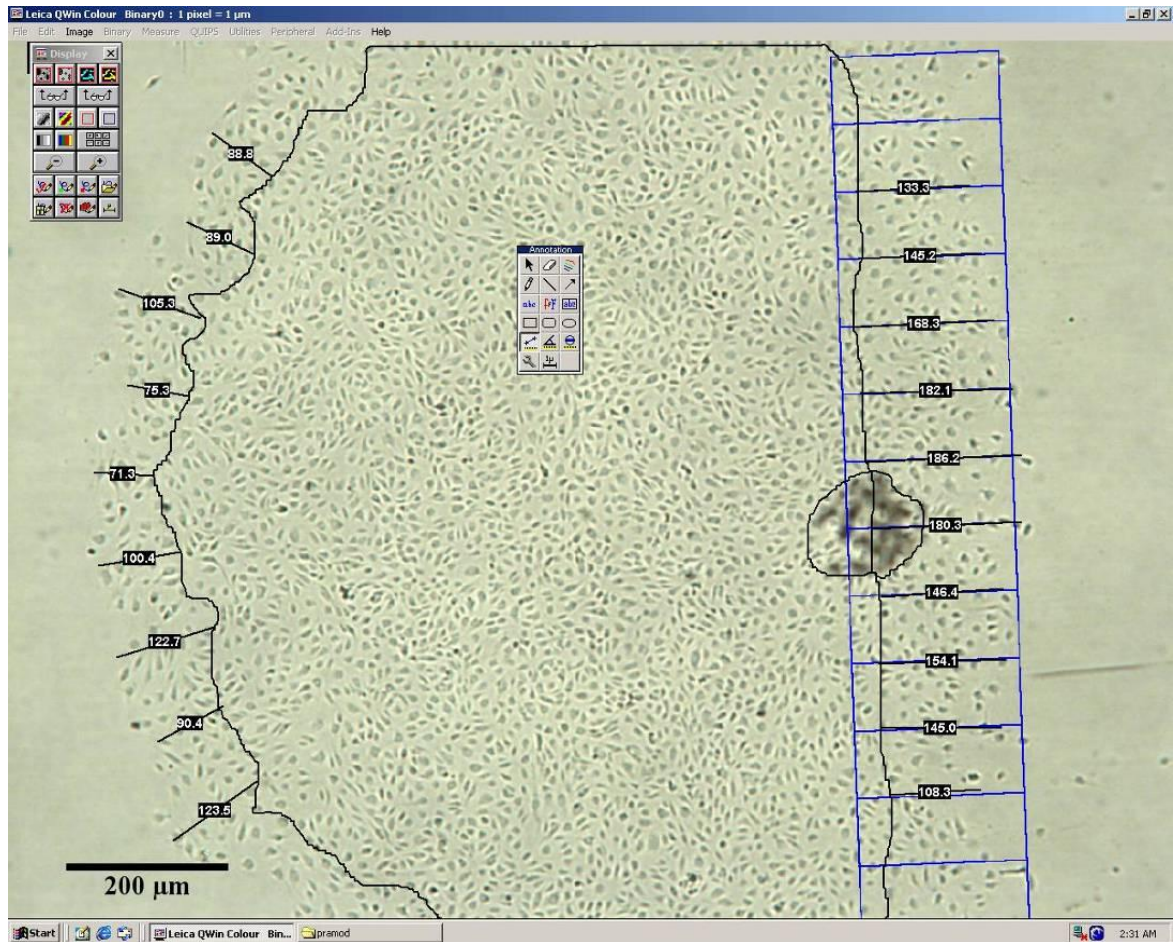 Leica QWin Colour Binary0 : 1 pixel = 1 µm
File Edit Image Binary Measure QUIPS Utilities Peripheral Add-Ins Help
Display
88.8
133.3
89.0
Annotation
145.2
105.3
abc
abc
1µ
168.3
75.3
182.1
71.3
186.2
180.3
100.4
146.4
122.7
154.1
90.4
145.0
123.5
108.3
200 µm
Start Leica QWin Colour Bin... pramod 2:31 AM